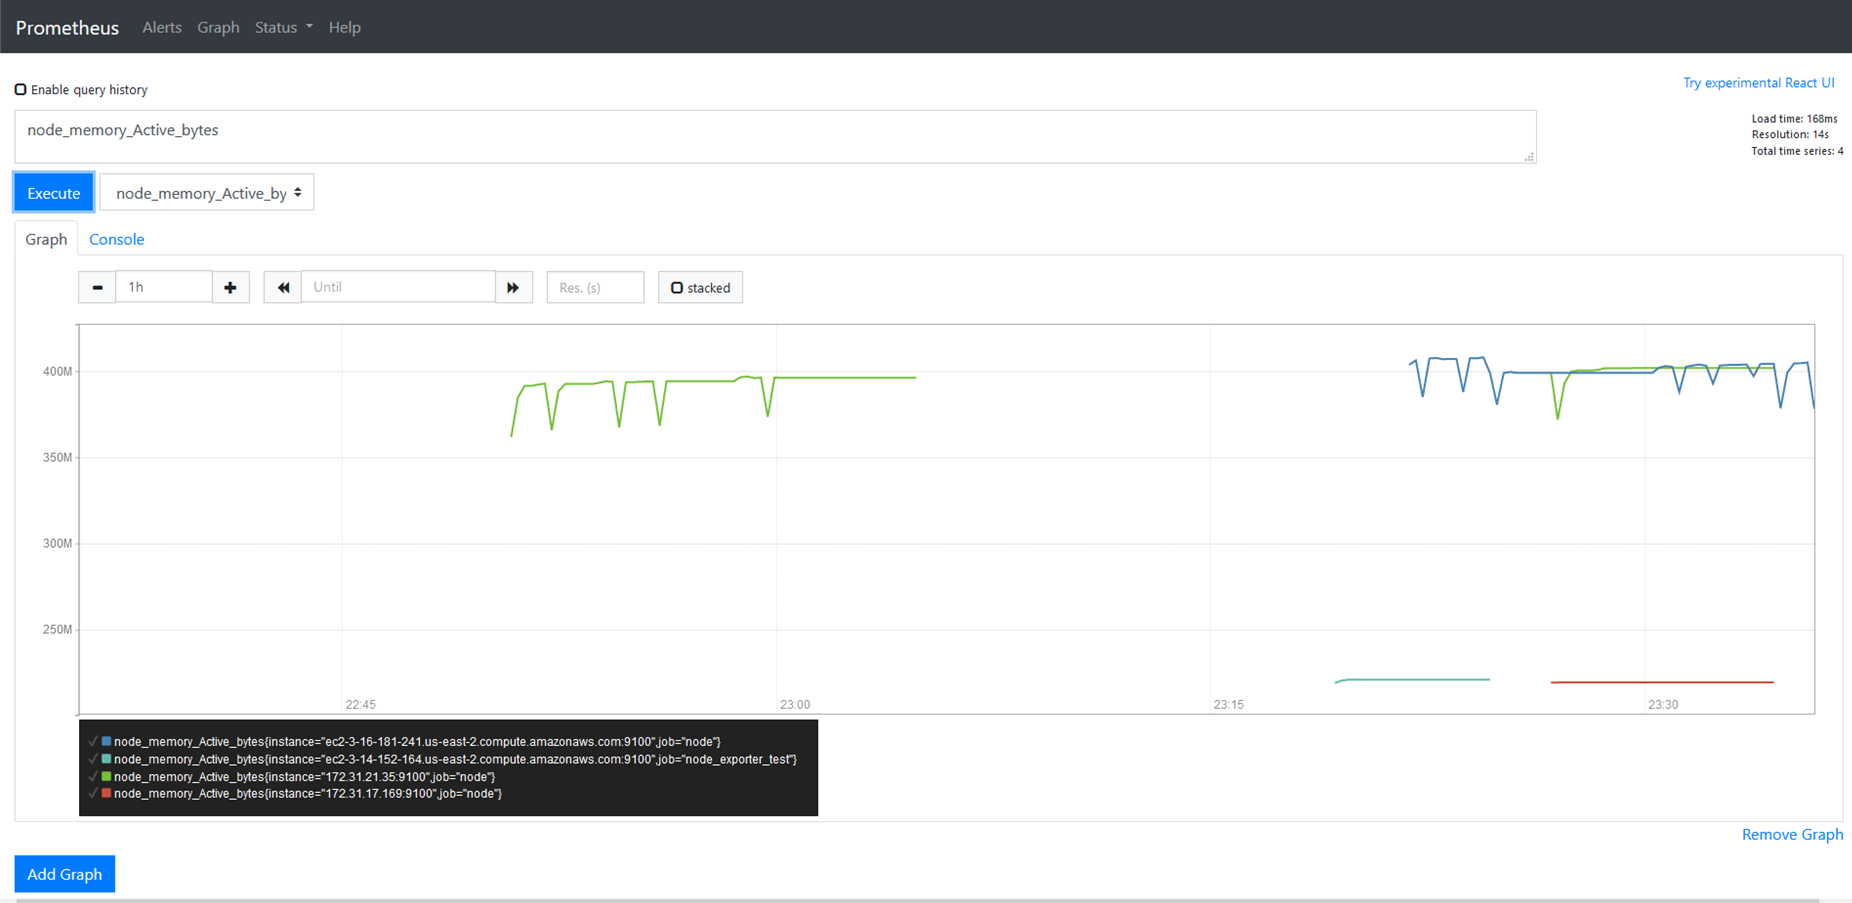 Prometheus Alerts Graph Status Help
Enable query history
Try experimental React UI
node_memory_Active_bytes
Load time: 168ms
Resolution: 14s
Total time series: 4
Execute node_memory_Active_by
Graph Console
1h Until Res. (s) stacked
400M
350M
300M
250M
22:45 23:00 23:15 23:30
node_memory_Active_bytes{instance="ec2-3-16-181-241.us-east-2.compute.amazonaws.com:9100",job="node"}
node_memory_Active_bytes{instance="ec2-3-14-152-164.us-east-2.compute.amazonaws.com:9100",job="node_exporter_test"}
node_memory_Active_bytes{instance="172.31.21.35:9100",job="node"}
node_memory_Active_bytes{instance="172.31.17.169:9100",job="node"}
Remove Graph
Add Graph